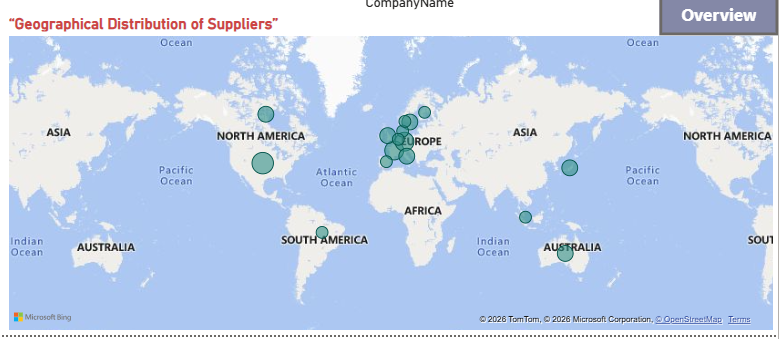 CompanyName
Overview
“Geographical Distribution of Suppliers”
Ocean
Ocean
ASIA
NORTH AMERICA
EUROPE
ASIA
NORTH AMERICA
Pacific
Ocean
Atlantic
Ocean
Pacific
Ocean
AFRICA
Indian
Ocean
AUSTRALIA
SOUTH AMERICA
Indian
Ocean
AUSTRALIA
SOUT
Microsoft Bing
© 2026 TomTom, © 2026 Microsoft Corporation, © OpenStreetMap Terms